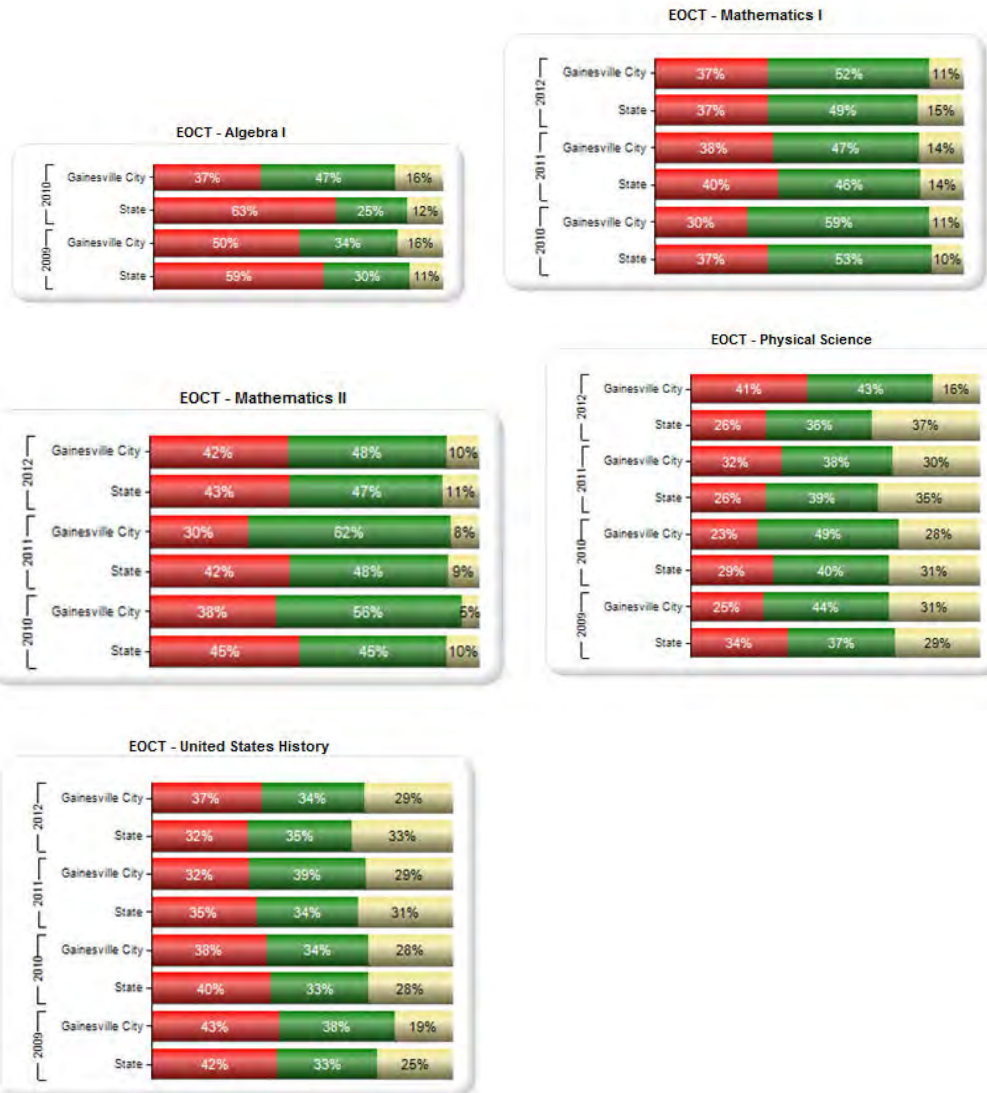 EOCT - Mathematics I
2012
Gainesville City 37% 52% 11%
State 37% 49% 15%
2011
Gainesville City 38% 47% 14%
State 40% 46% 14%
2010
Gainesville City 30% 59% 11%
State 37% 53% 10%
EOCT - Algebra I
2010
Gainesville City 37% 47% 16%
State 63% 25% 12%
2009
Gainesville City 50% 34% 16%
State 59% 30% 11%
EOCT - Physical Science
2012
Gainesville City 41% 43% 16%
State 26% 36% 37%
2011
Gainesville City 32% 38% 30%
State 26% 39% 35%
2010
Gainesville City 23% 49% 28%
State 29% 40% 31%
2009
Gainesville City 25% 44% 31%
State 34% 37% 29%
EOCT - Mathematics II
2012
Gainesville City 42% 48% 10%
State 43% 47% 11%
2011
Gainesville City 30% 62% 8%
State 42% 48% 9%
2010
Gainesville City 38% 56% 5%
State 45% 45% 10%
EOCT - United States History
2012
Gainesville City 37% 34% 29%
State 32% 35% 33%
2011
Gainesville City 32% 39% 29%
State 35% 34% 31%
2010
Gainesville City 38% 34% 28%
State 40% 33% 28%
2009
Gainesville City 43% 38% 19%
State 42% 33% 25%